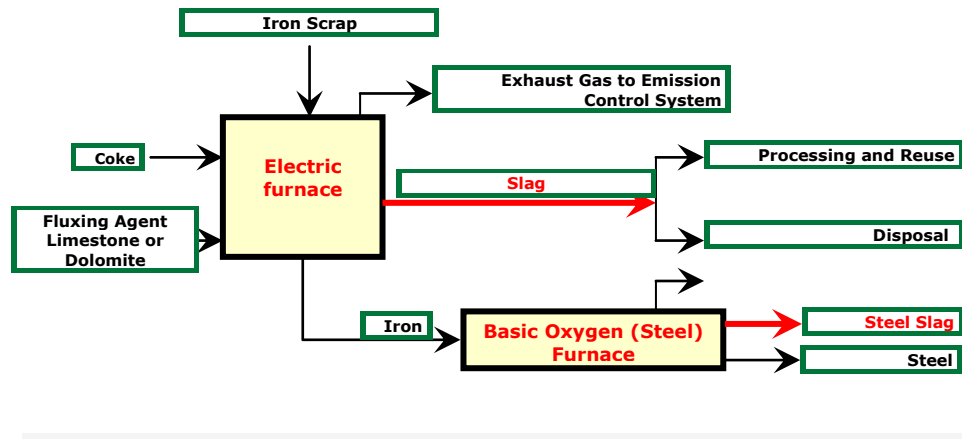 Iron Scrap
Exhaust Gas to Emission
Control System
Coke
Electric
furnace
Processing and Reuse
Slag
Fluxing Agent
Limestone or
Dolomite
Disposal
Iron
Basic Oxygen (Steel)
Furnace
Steel Slag
Steel